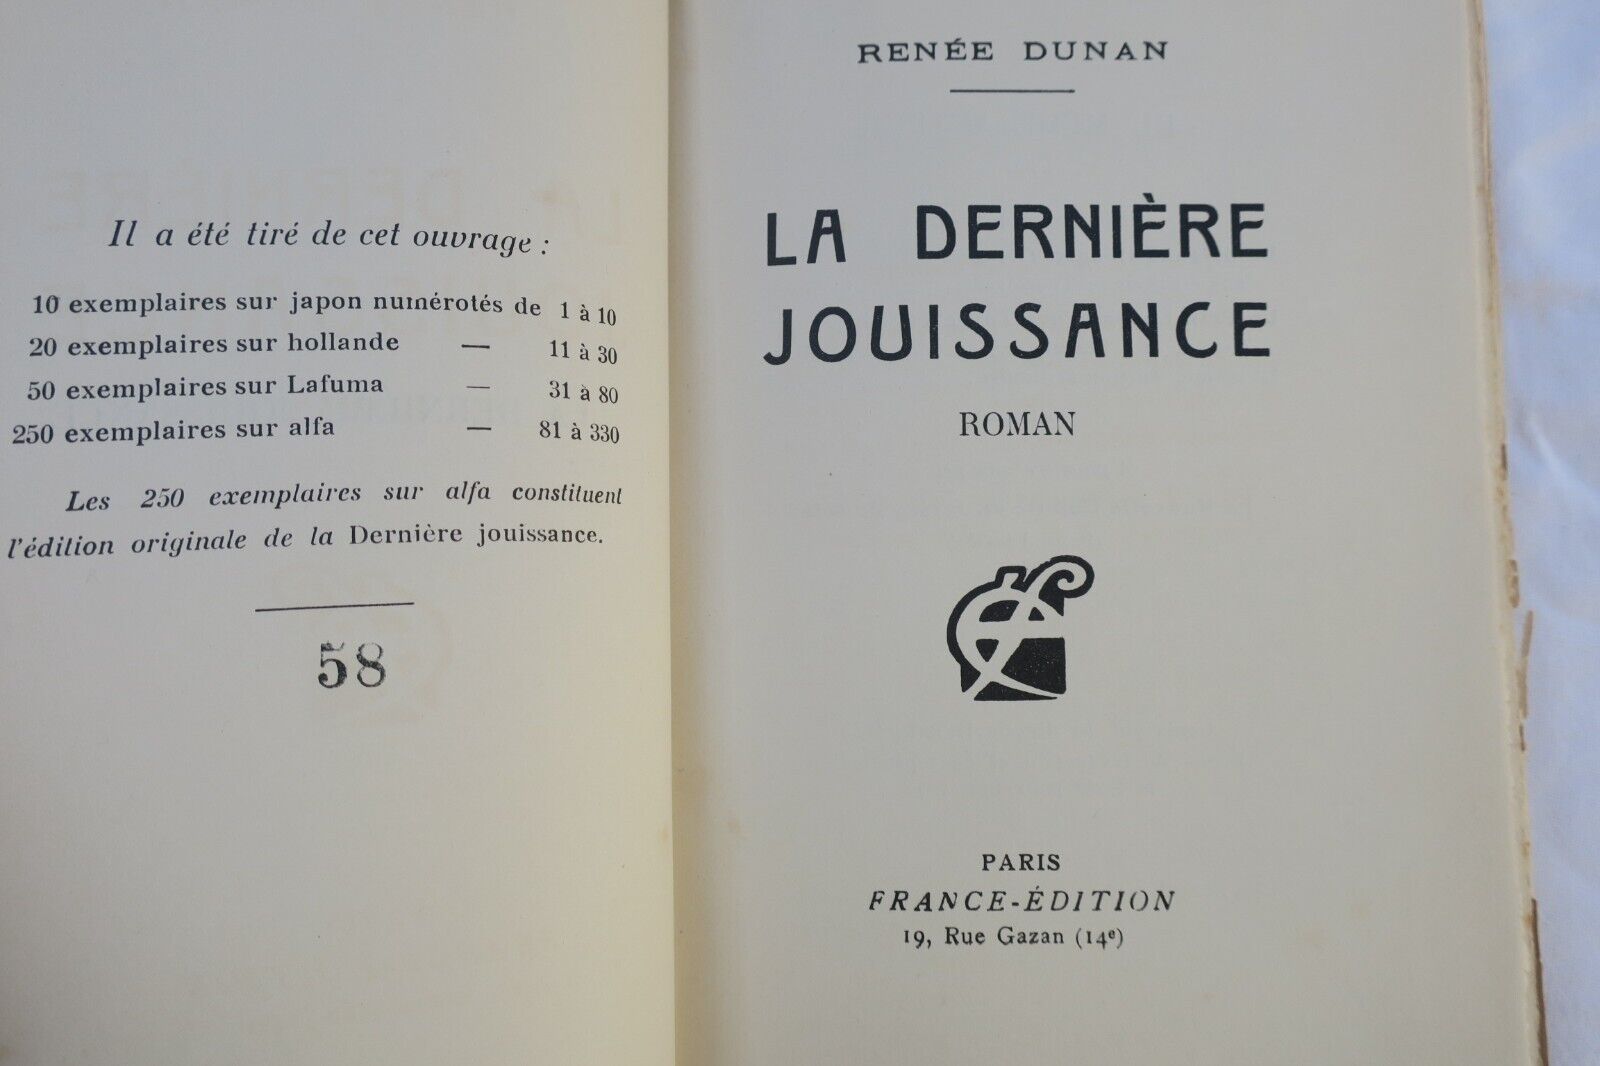 Il a été tiré de cet ouvrage :
10 exemplaires sur japon numérotés de 1 à 10
20 exemplaires sur hollande — 11 à 30
50 exemplaires sur Lafuma — 31 à 80
250 exemplaires sur alfa — 81 à 330
Les 250 exemplaires sur alfa constituent
l'édition originale de la Dernière jouissance.
58
RENÉE DUNAN
LA DERNIÈRE
JOUISSANCE
ROMAN
PARIS
FRANCE-ÉDITION
19, Rue Gazan (14e)